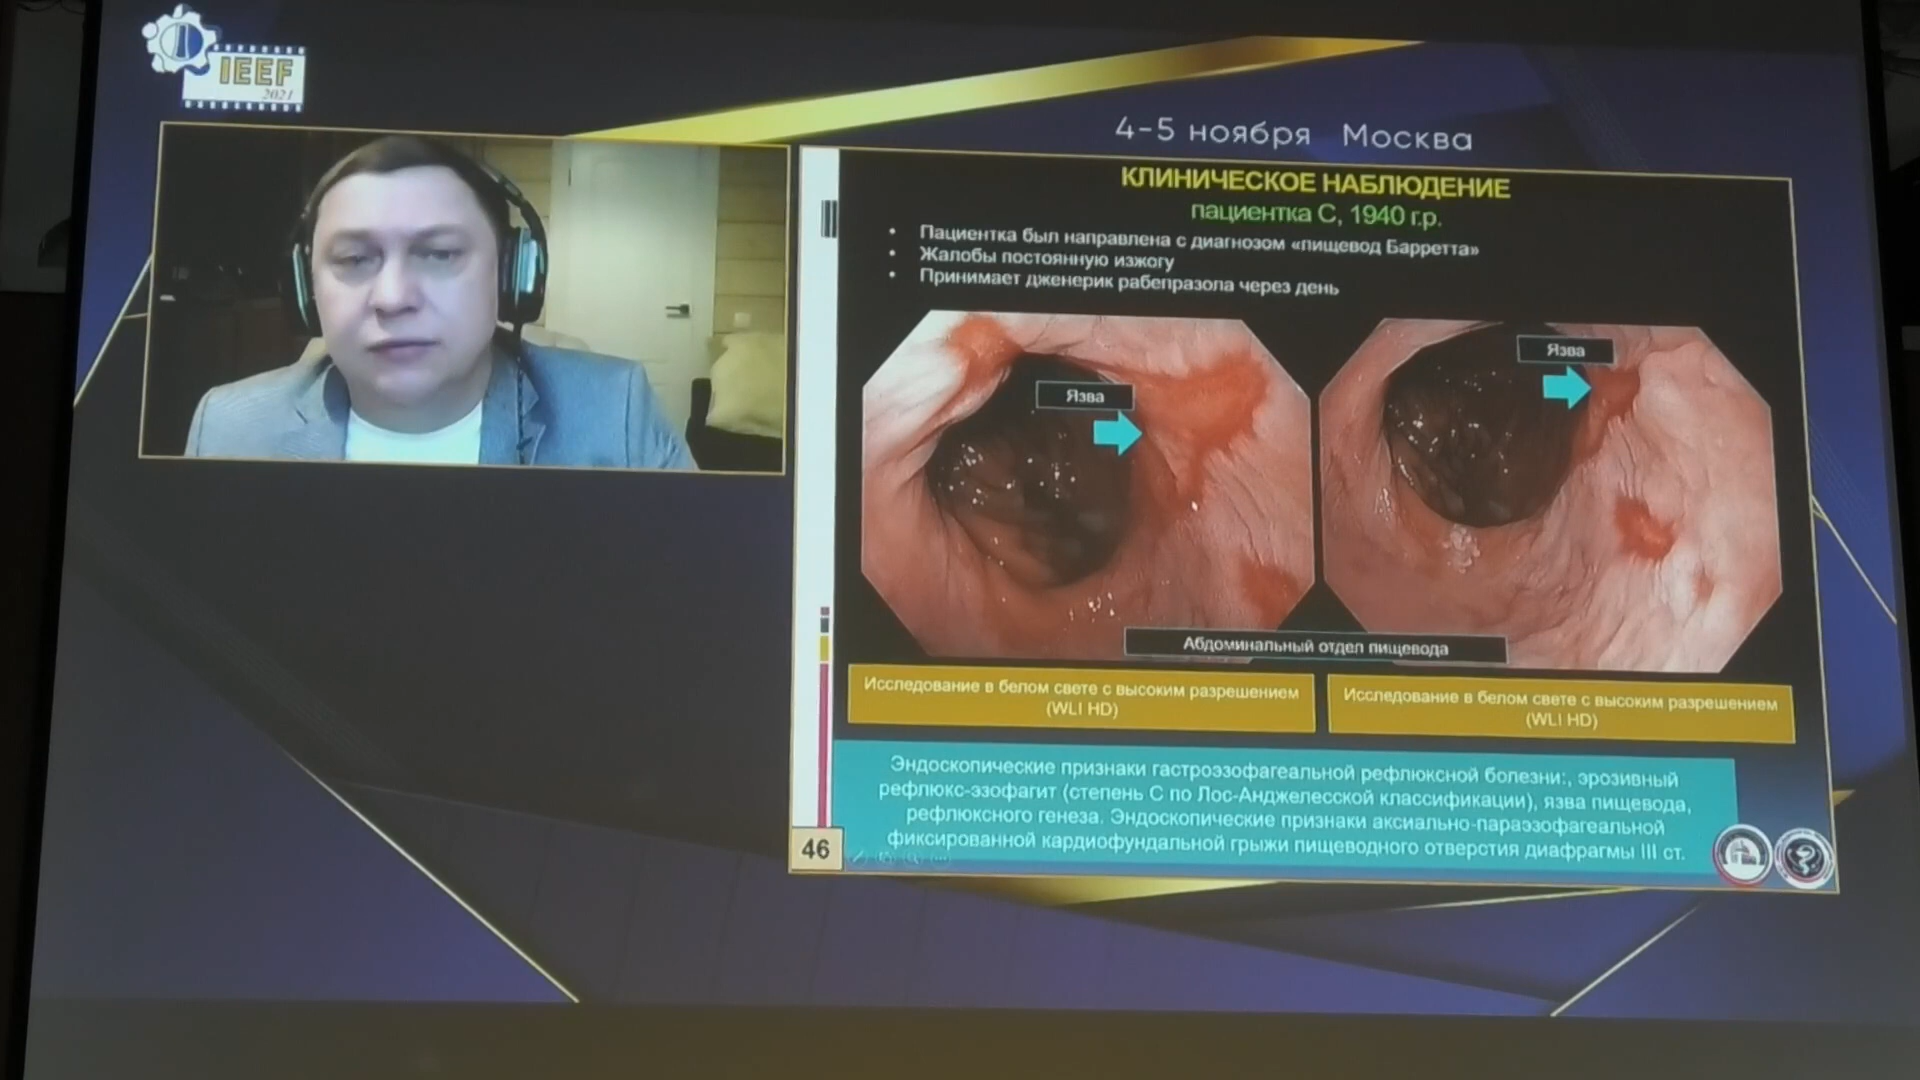 IEEF
2021
4-5 ноября Москва
КЛИНИЧЕСКОЕ НАБЛЮДЕНИЕ
пациентка С, 1940 г.р.
• Пациентка был направлена с диагнозом «пищевод Барретта»
• Жалобы постоянную изжогу
• Принимает дженерик рабепразола через день
Язва
Язва
Абдоминальный отдел пищевода
Исследование в белом свете с высоким разрешением
(WLI HD)
Исследование в белом свете с высоким разрешением
(WLI HD)
Эндоскопические признаки гастроэзофагеальной рефлюксной болезни:, эрозивный
рефлюкс-эзофагит (степень С по Лос-Анджелесской классификации), язва пищевода,
рефлюксного генеза. Эндоскопические признаки аксиально-параэзофагеальной
фиксированной кардиофундальной грыжи пищеводного отверстия диафрагмы III ст.
46